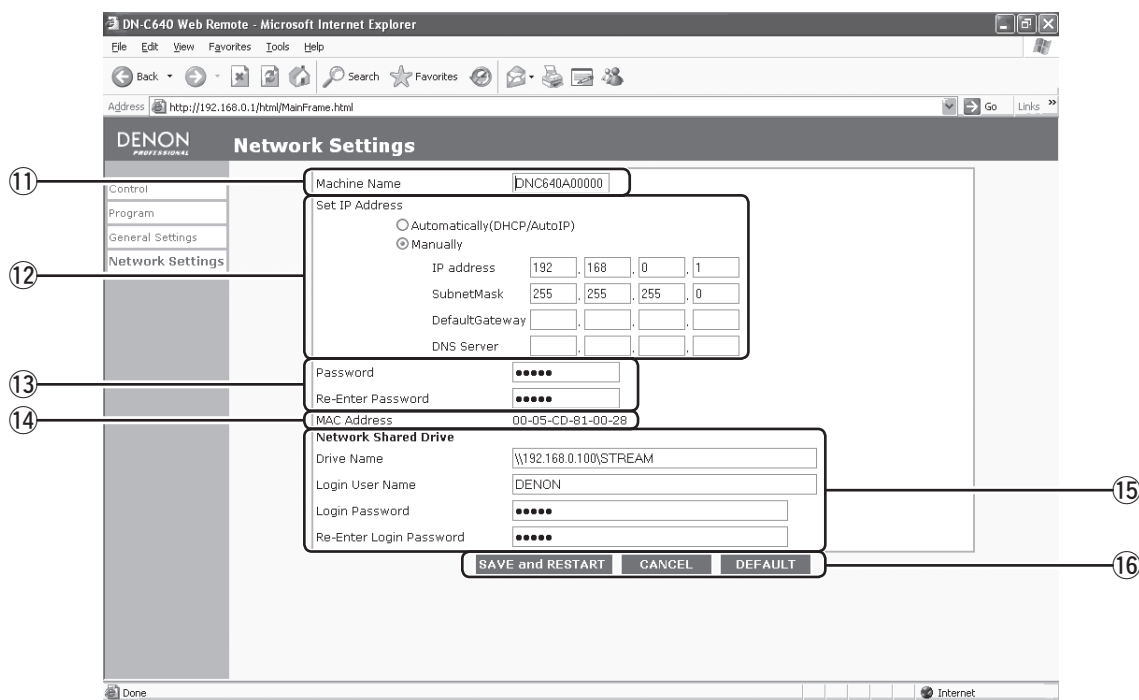 DN-C640 Web Remote - Microsoft Internet Explorer
File Edit View Favorites Tools Help
Back Search Favorites
Address http://192.168.0.1/html/MainFrame.html Go Links »
DENON
PROFESSIONAL
Network Settings
⑪ Machine Name DNC640A00000
Control
Set IP Address
Program
Automatically(DHCP/AutoIP)
General Settings
Manually
Network Settings
⑫ IP address 192 . 168 . 0 . 1
SubnetMask 255 . 255 . 255 . 0
DefaultGateway . . .
DNS Server . . .
⑬ Password •••••
Re-Enter Password •••••
⑭ MAC Address 00-05-CD-81-00-28
Network Shared Drive
Drive Name \\192.168.0.100\STREAM
Login User Name DENON
⑮
Login Password •••••
Re-Enter Login Password •••••
SAVE and RESTART CANCEL DEFAULT ⑯
Done Internet